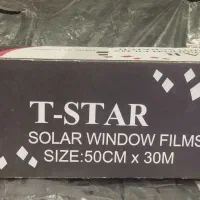 T-STAR
SOLAR WINDOW FILMS
SIZE:50CM x 30M